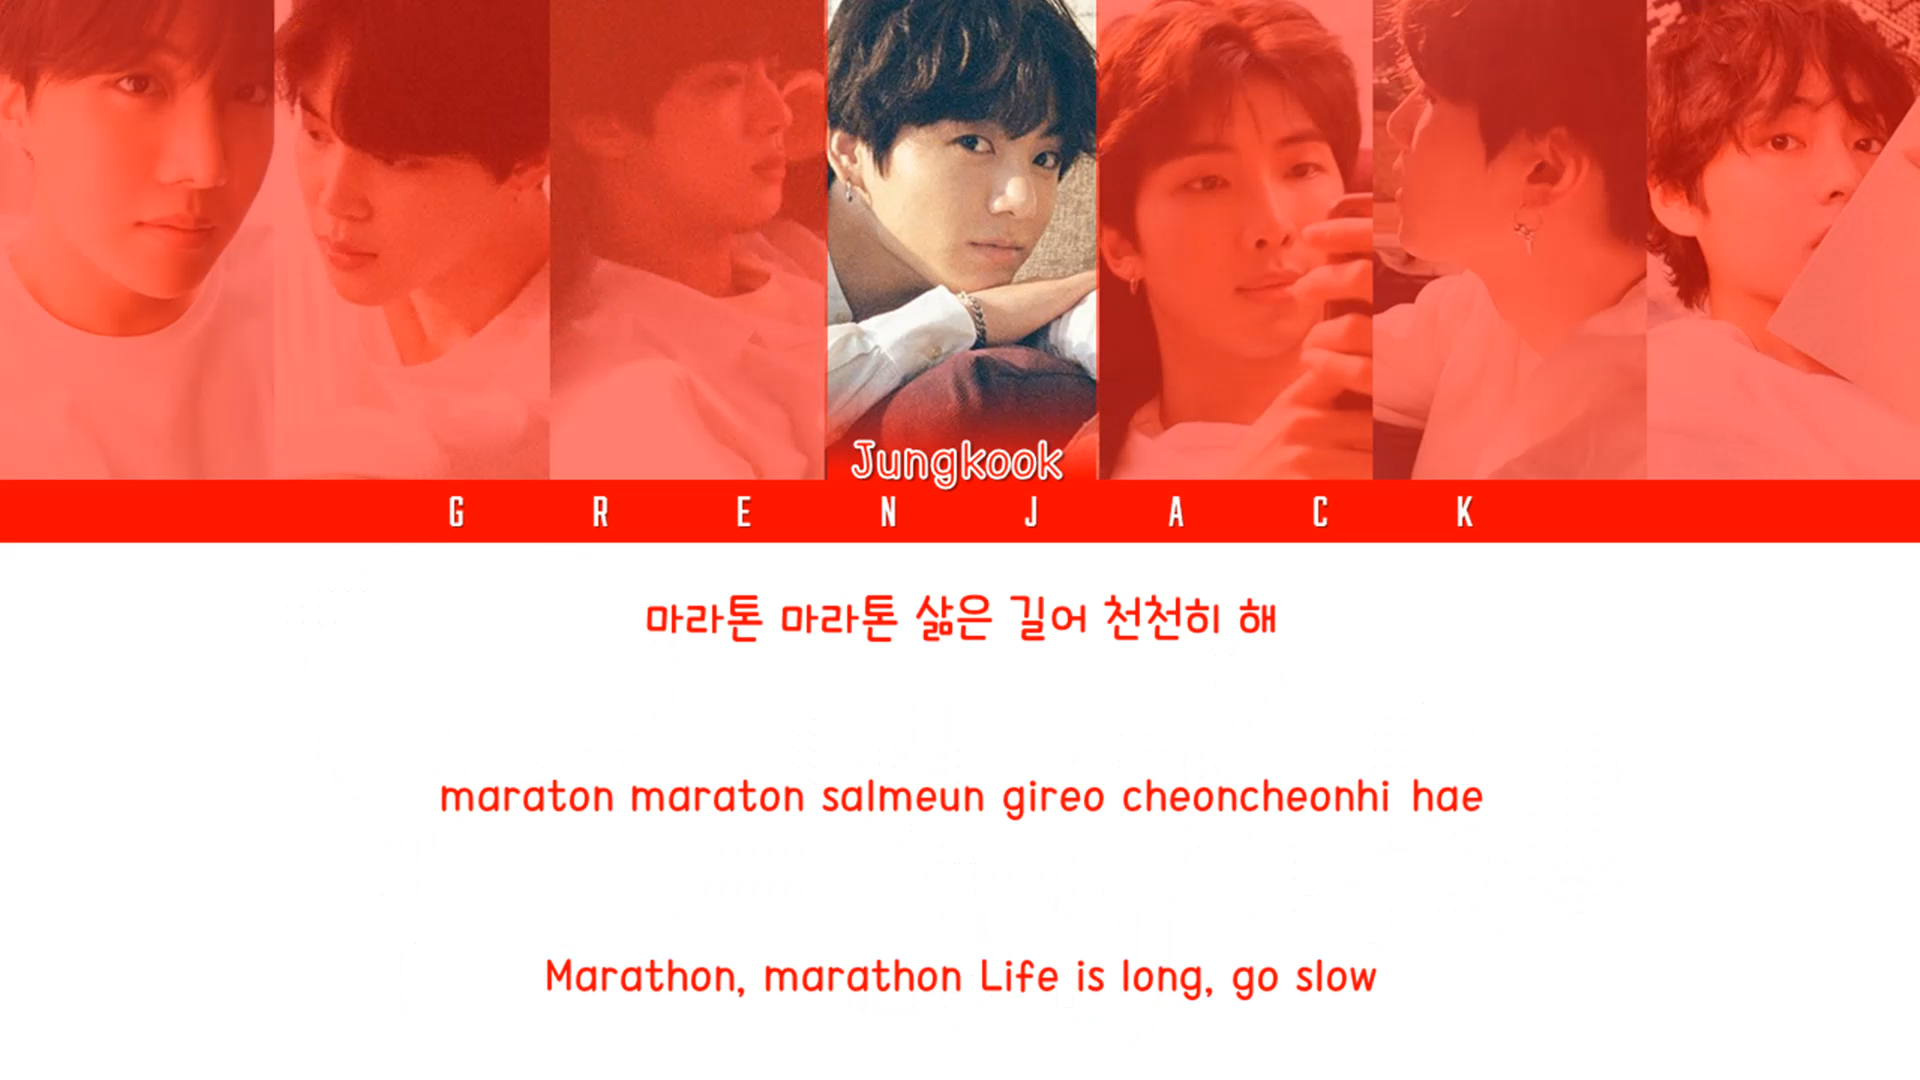 Jungkook
GRENJACK
마라톤 마라톤 삶은 길어 천천히 해
maraton maraton salmeun gireo cheoncheonhi hae
Marathon, marathon Life is long, go slow